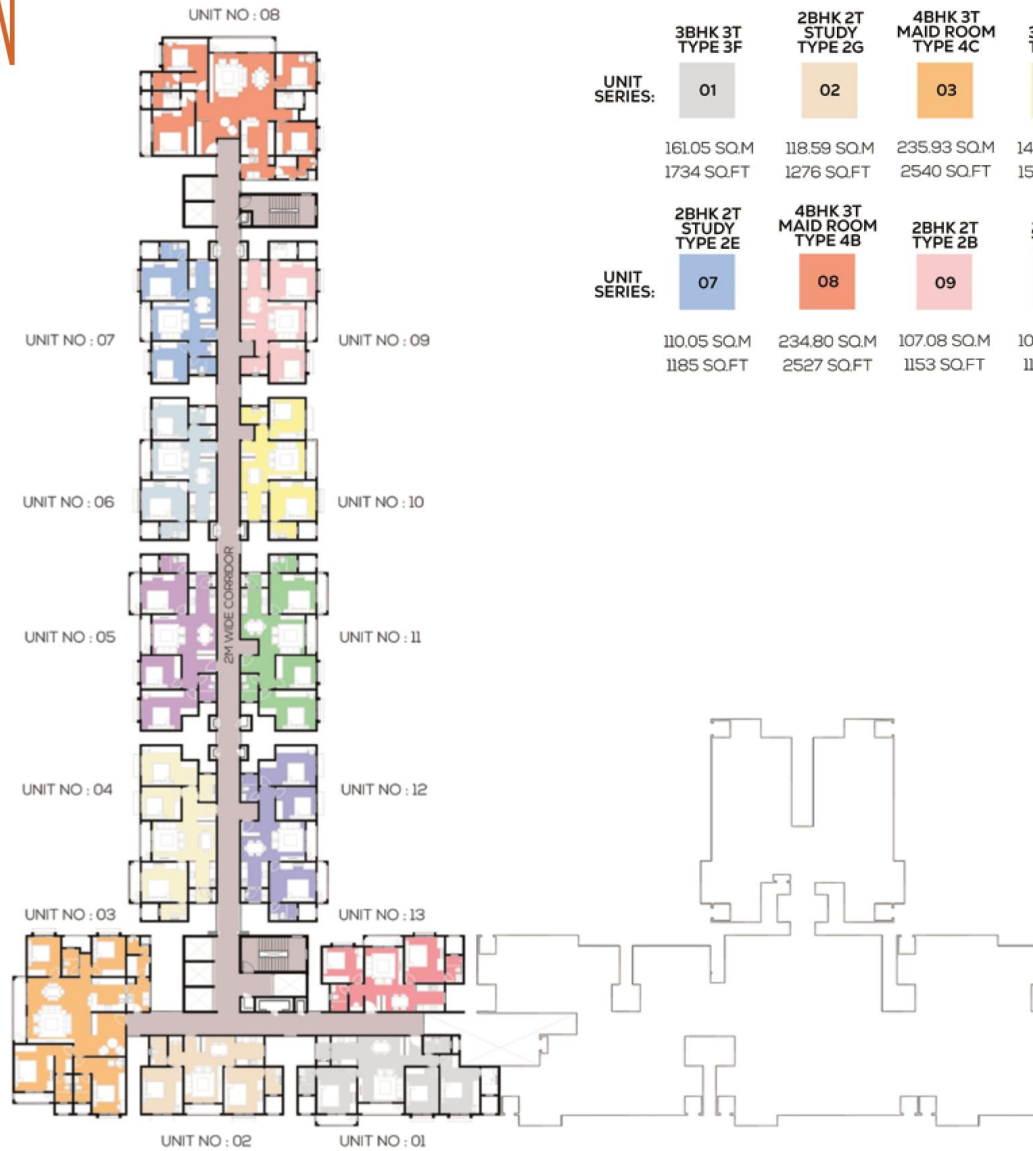 N
UNIT NO : 08
3BHK 3T
TYPE 3F
2BHK 2T
STUDY
TYPE 2G
4BHK 3T
MAID ROOM
TYPE 4C
UNIT
SERIES:
01
02
03
161.05 SQ.M
118.59 SQ.M
235.93 SQ.M
1734 SQ.FT
1276 SQ.FT
2540 SQ.FT
2BHK 2T
STUDY
TYPE 2E
4BHK 3T
MAID ROOM
TYPE 4B
2BHK 2T
TYPE 2B
UNIT
SERIES:
07
08
09
110.05 SQ.M
234.80 SQ.M
107.08 SQ.M
1185 SQ.FT
2527 SQ.FT
1153 SQ.FT
UNIT NO : 07
UNIT NO : 09
UNIT NO : 06
UNIT NO : 10
2M WIDE CORRIDOR
UNIT NO : 05
UNIT NO : 11
UNIT NO : 04
UNIT NO : 12
UNIT NO : 03
UNIT NO : 13
UNIT NO : 02
UNIT NO : 01